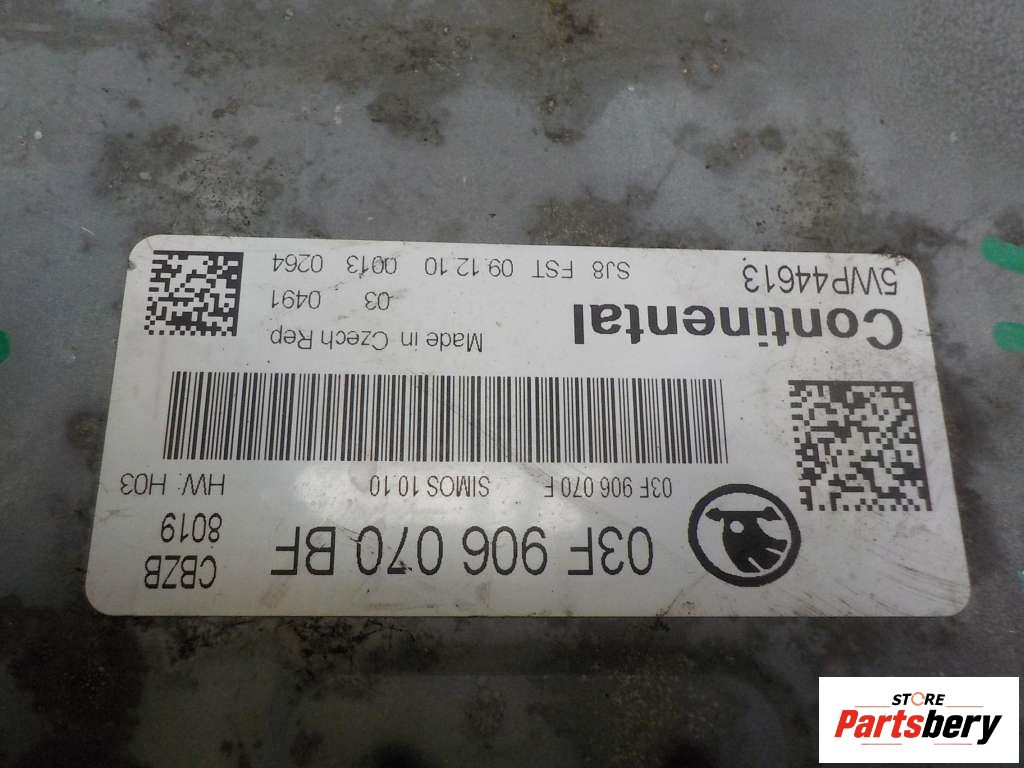 03F 906 070 BF
CBZB
8019
03F 906 070 F SIMOS 10.10 HW: H03
Continental
Made in Czech Rep
03 0491
5WP44613
SJ8 FST 09.12.10 0013 0264
STORE
Partsbery